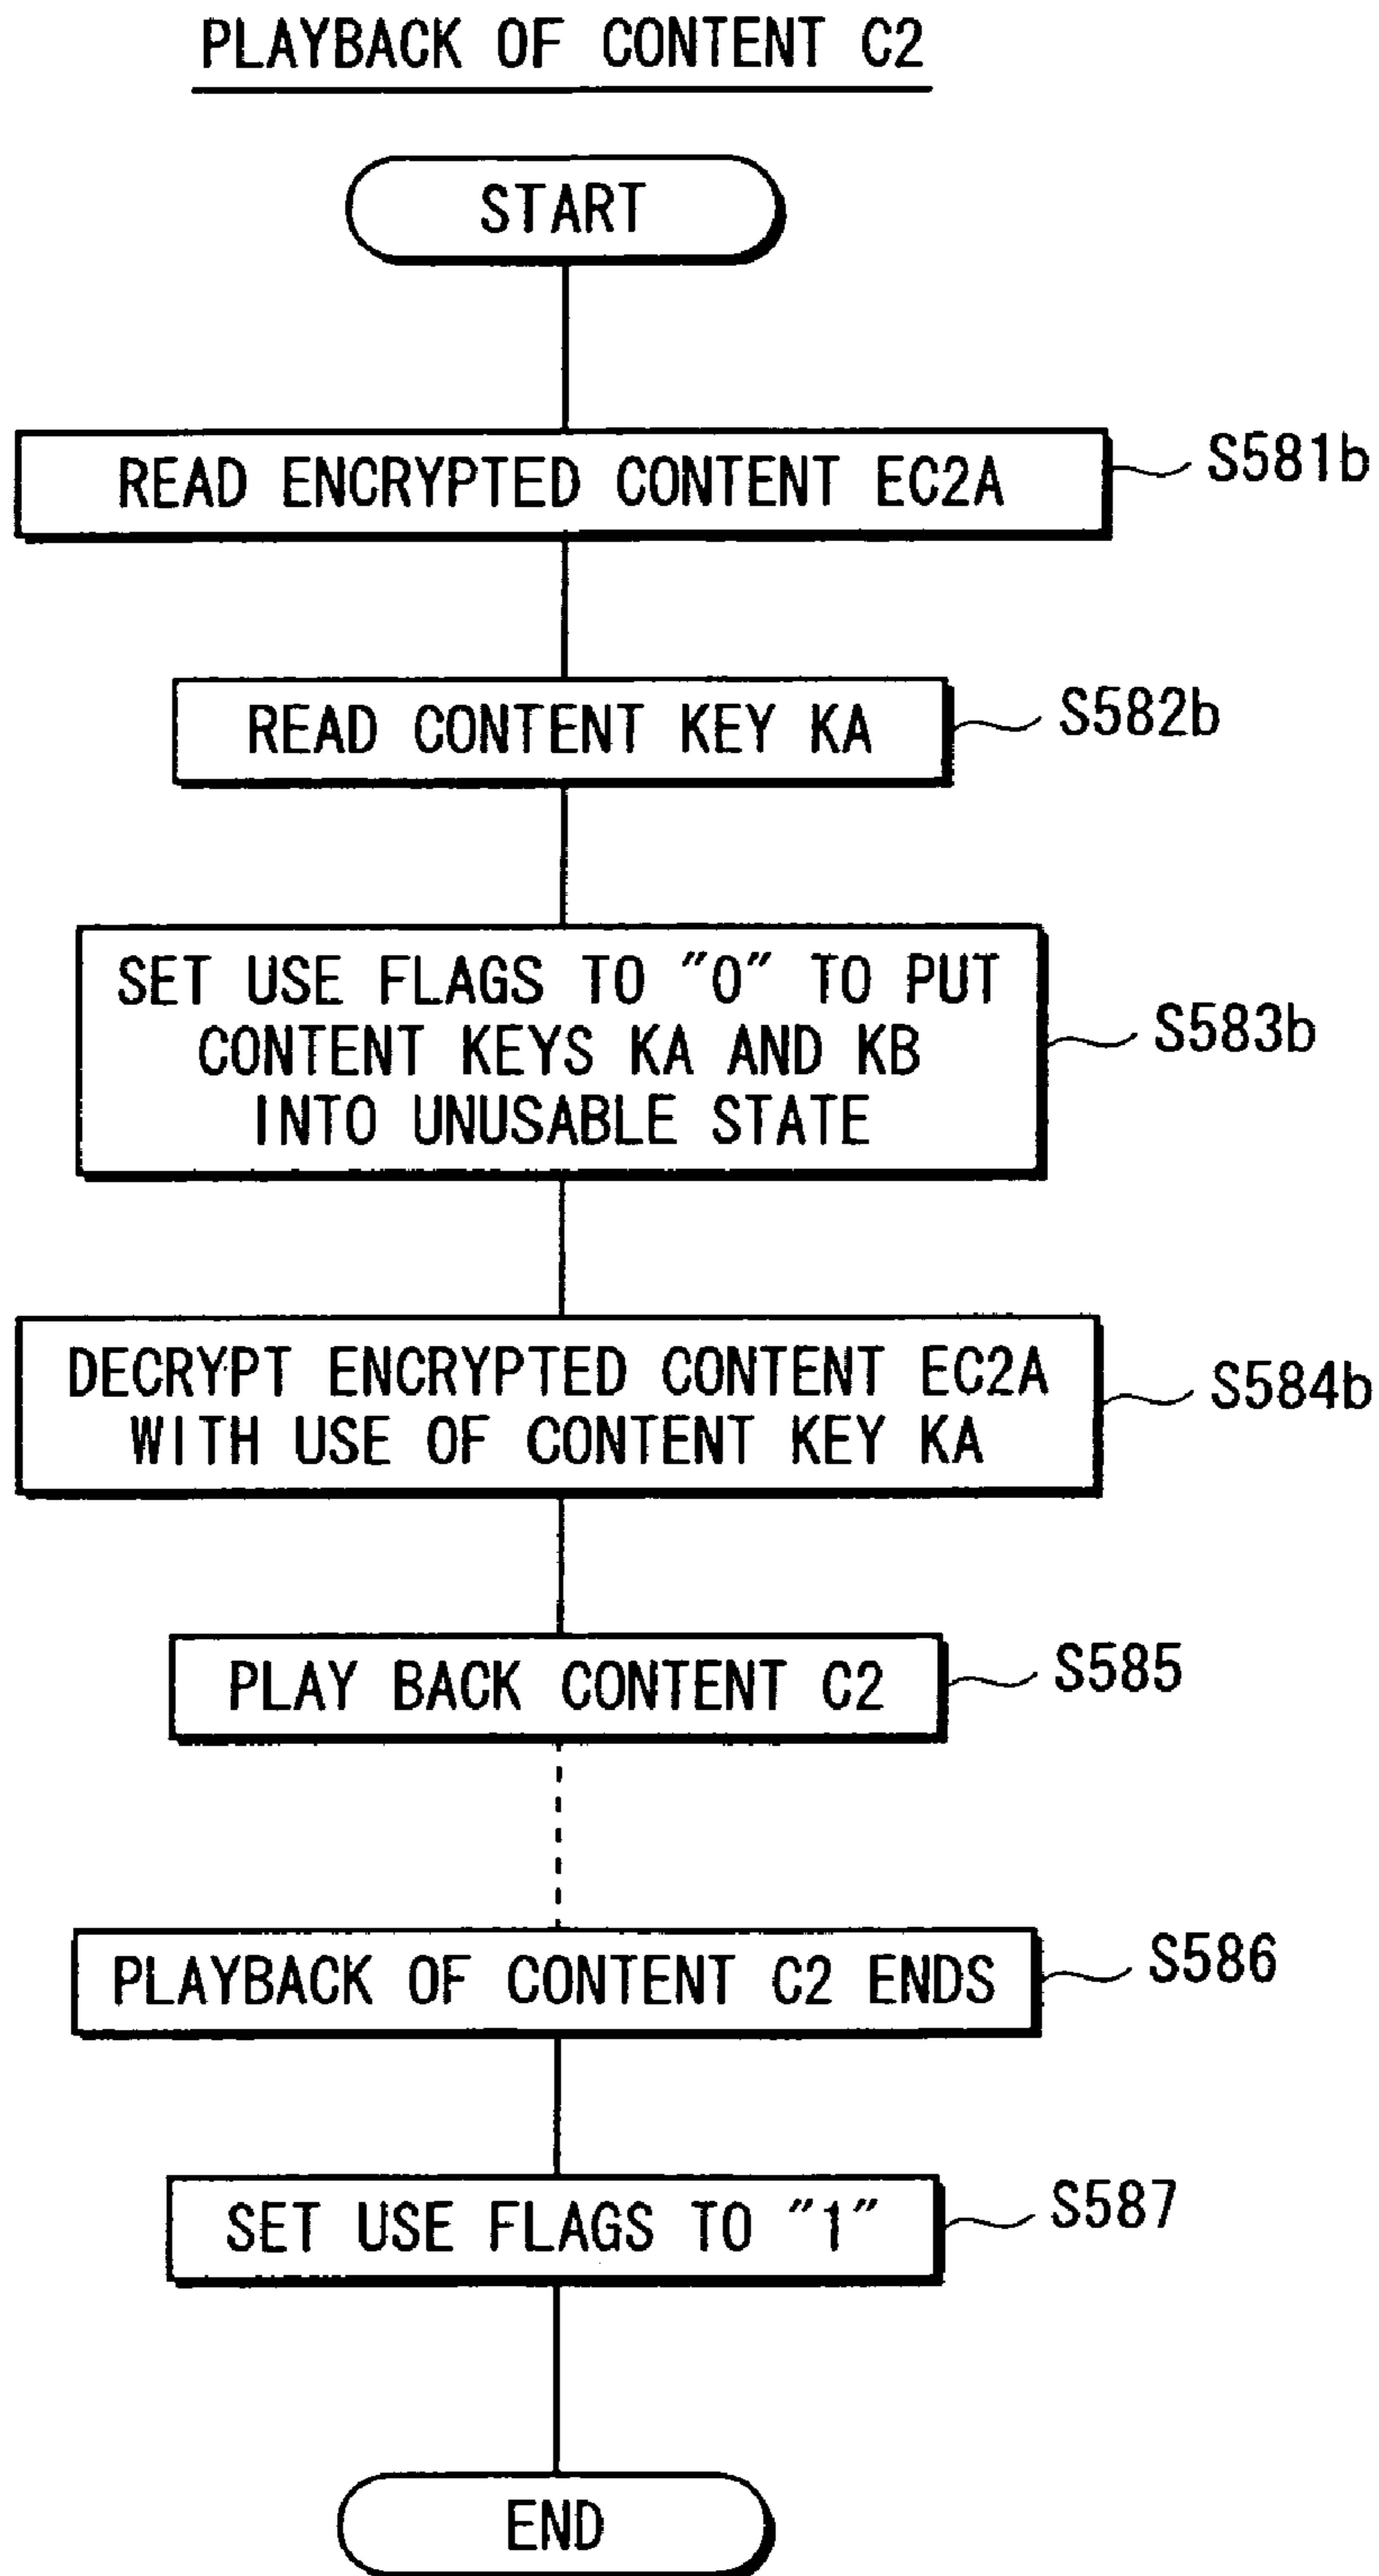 PLAYBACK OF CONTENT C2
START
READ ENCRYPTED CONTENT EC2A
S581b
READ CONTENT KEY KA
S582b
SET USE FLAGS TO "0" TO PUT
CONTENT KEYS KA AND KB
INTO UNUSABLE STATE
S583b
DECRYPT ENCRYPTED CONTENT EC2A
WITH USE OF CONTENT KEY KA
S584b
PLAY BACK CONTENT C2
S585
PLAYBACK OF CONTENT C2 ENDS
S586
SET USE FLAGS TO "1"
S587
END